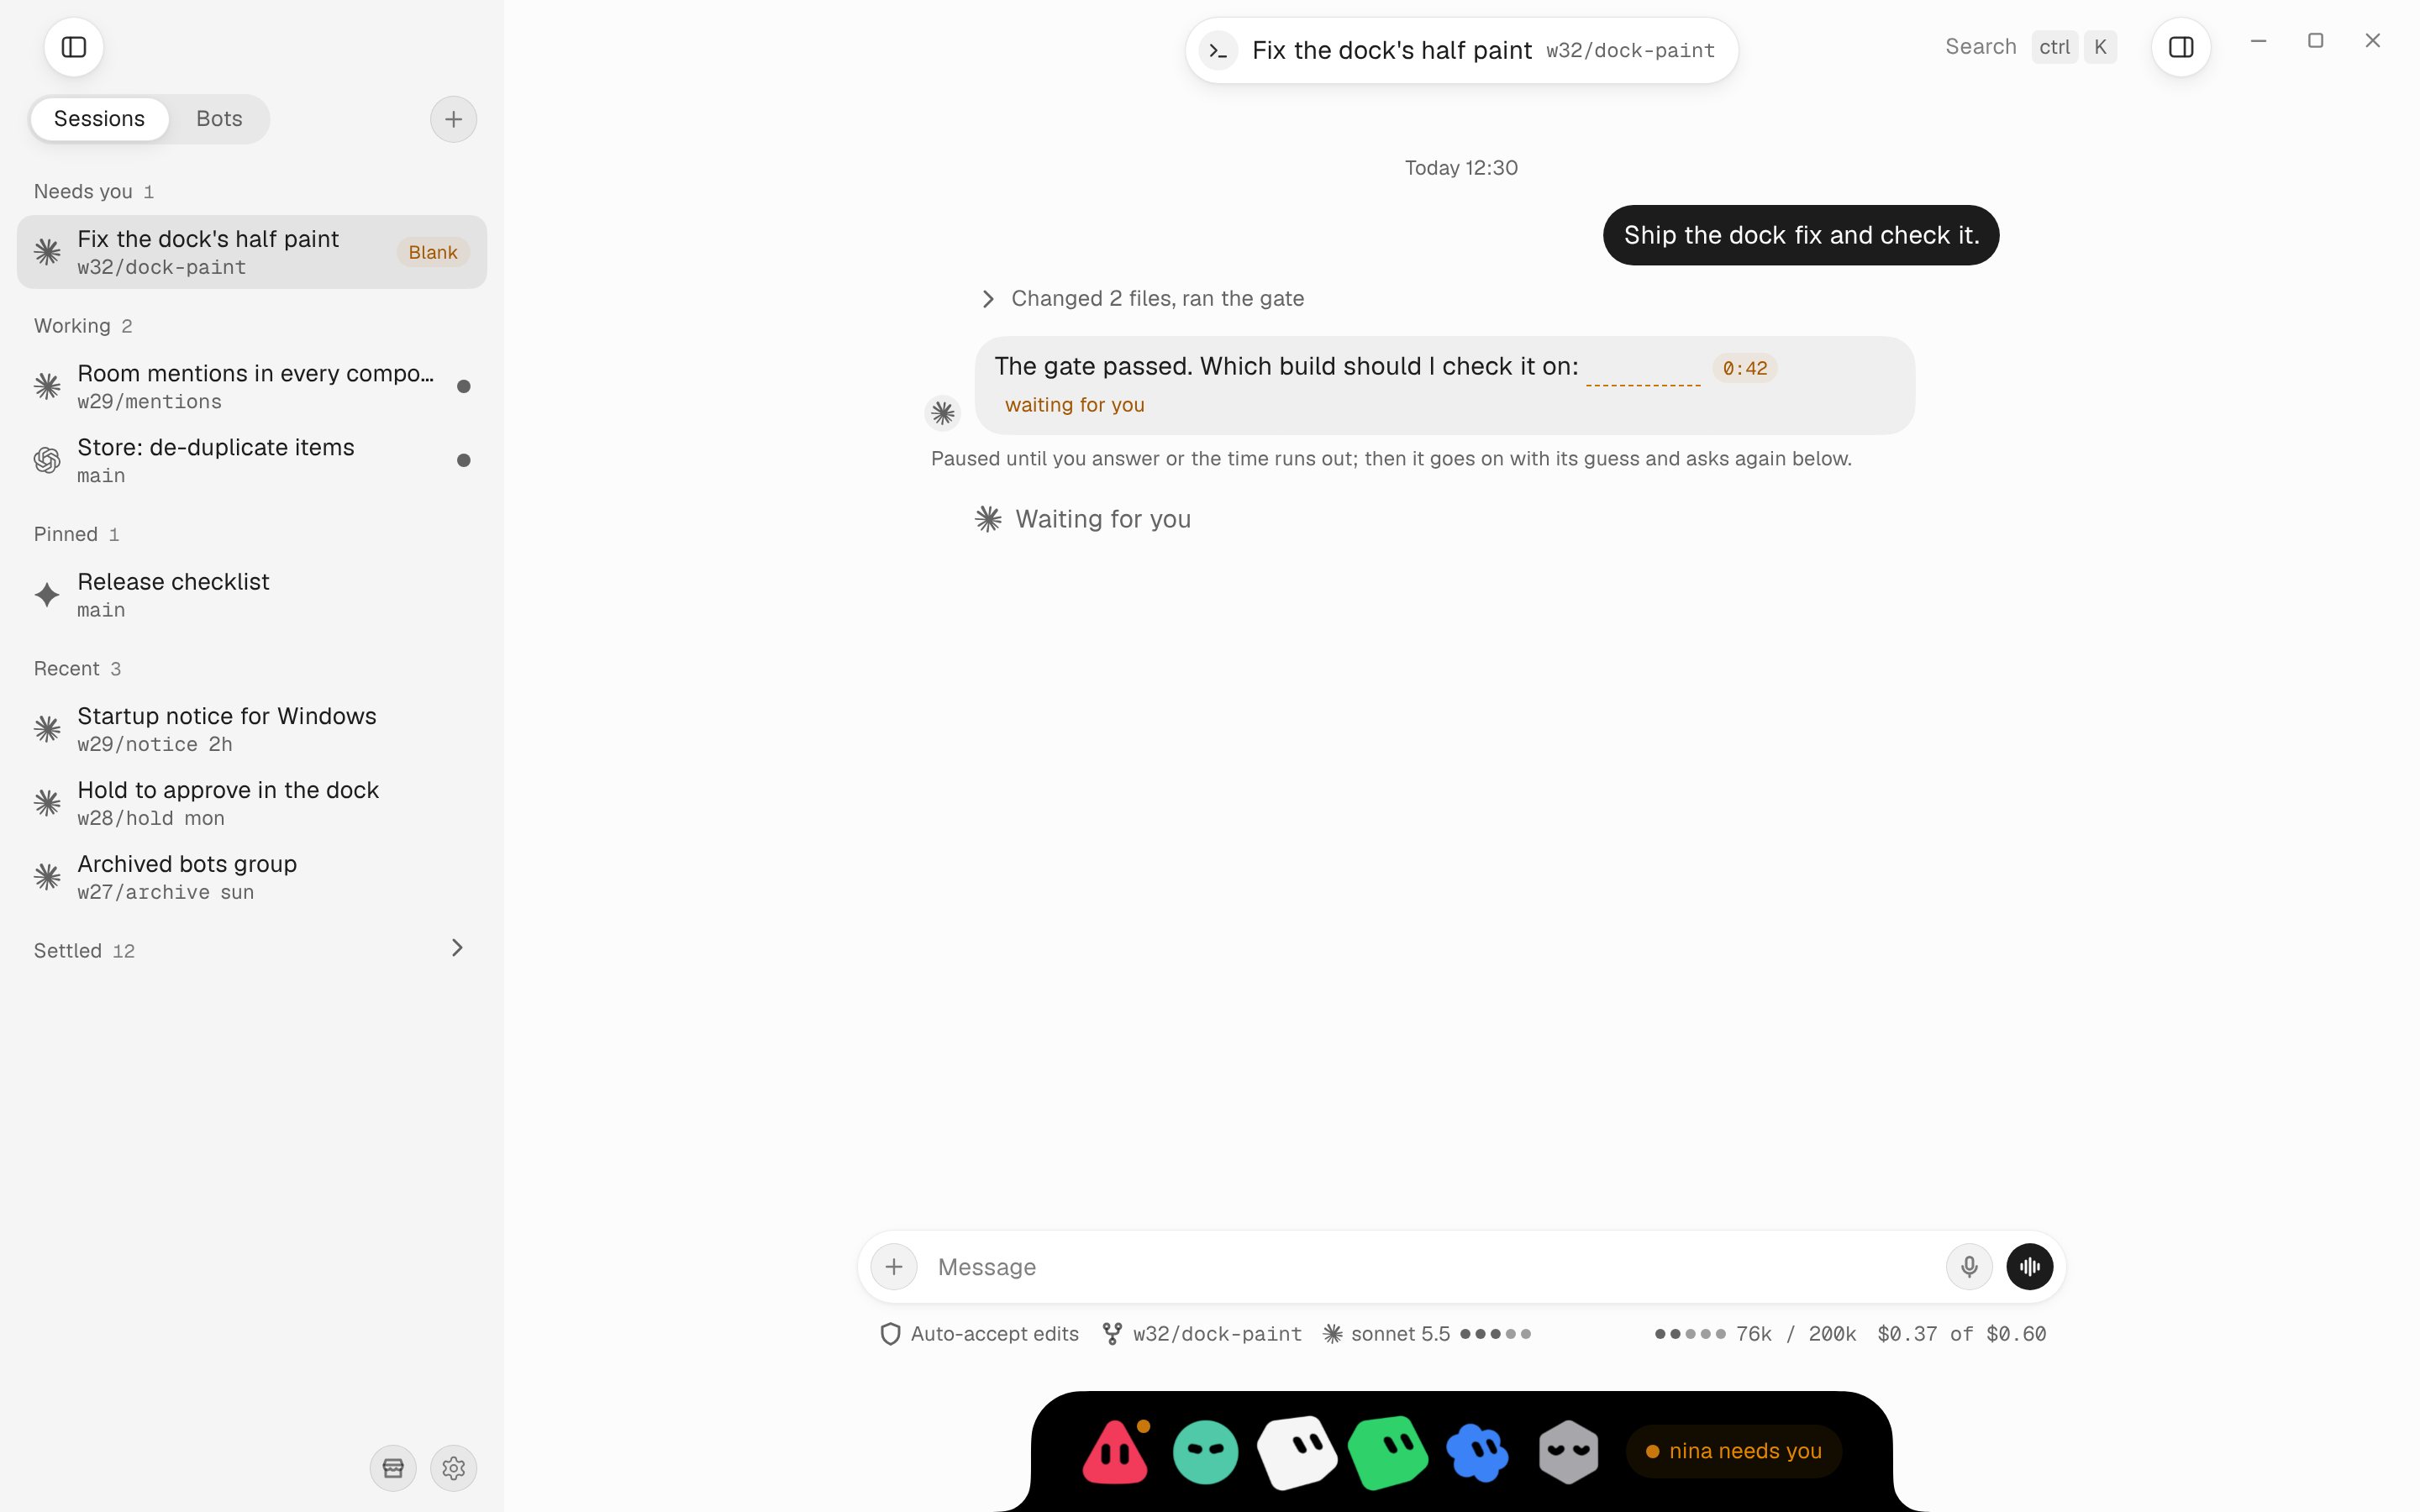 Fix the dock's half paint w32/dock-paint
Search ctrl K
Sessions Bots
Needs you 1
Fix the dock's half paint
w32/dock-paint
Blank
Working 2
Room mentions in every compo…
w29/mentions
Store: de-duplicate items
main
Pinned 1
Release checklist
main
Recent 3
Startup notice for Windows
w29/notice 2h
Hold to approve in the dock
w28/hold mon
Archived bots group
w27/archive sun
Settled 12
Today 12:30
Ship the dock fix and check it.
Changed 2 files, ran the gate
The gate passed. Which build should I check it on: 0:42
waiting for you
Paused until you answer or the time runs out; then it goes on with its guess and asks again below.
Waiting for you
Message
Auto-accept edits w32/dock-paint sonnet 5.5 76k / 200k $0.37 of $0.60
nina needs you